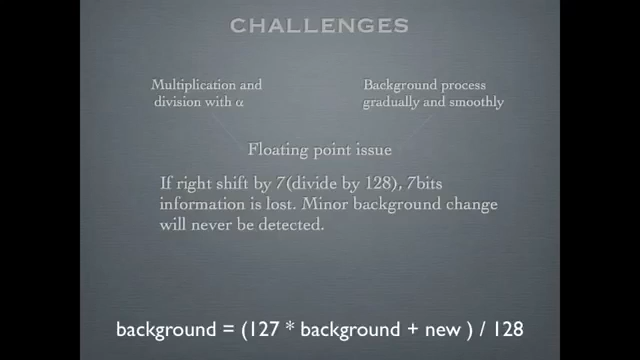 CHALLENGES
Multiplication and
division with α
Background process
gradually and smoothly
Floating point issue
If right shift by 7(divide by 128), 7bits
information is lost. Minor background change
will never be detected.
background = (127 * background + new ) / 128